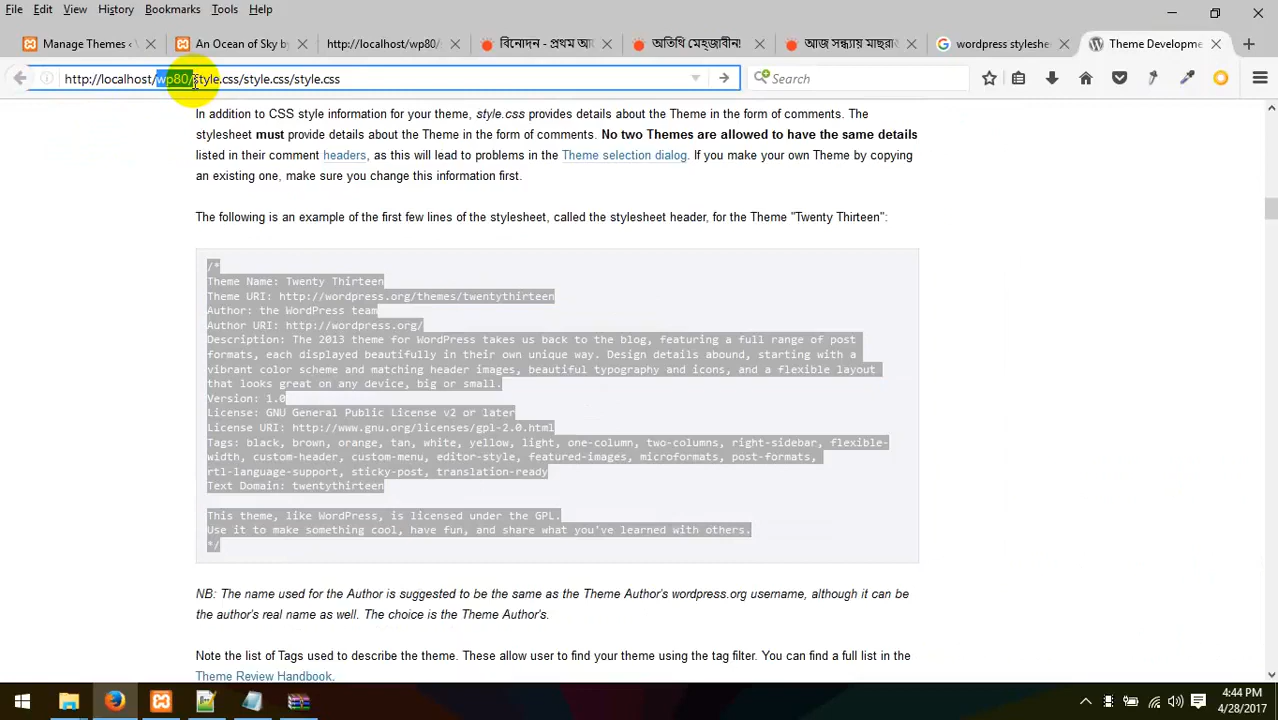 File Edit View History Bookmarks Tools Help
Manage Themes ‹ An Ocean of Sky by http://localhost/wp80/ বিনোদন - প্রথম আ অতিথি মেহ্‌জাবীন! আজ সন্ধ্যায় মাছরাং wordpress styleshe Theme Developme
http://localhost/wp80/style.css/style.css/style.css Search
In addition to CSS style information for your theme, style.css provides details about the Theme in the form of comments. The
stylesheet must provide details about the Theme in the form of comments. No two Themes are allowed to have the same details
listed in their comment headers, as this will lead to problems in the Theme selection dialog. If you make your own Theme by copying
an existing one, make sure you change this information first.
The following is an example of the first few lines of the stylesheet, called the stylesheet header, for the Theme "Twenty Thirteen":
/*
Theme Name: Twenty Thirteen
Theme URI: http://wordpress.org/themes/twentythirteen
Author: the WordPress team
Author URI: http://wordpress.org/
Description: The 2013 theme for WordPress takes us back to the blog, featuring a full range of post
formats, each displayed beautifully in their own unique way. Design details abound, starting with a
vibrant color scheme and matching header images, beautiful typography and icons, and a flexible layout
that looks great on any device, big or small.
Version: 1.0
License: GNU General Public License v2 or later
License URI: http://www.gnu.org/licenses/gpl-2.0.html
Tags: black, brown, orange, tan, white, yellow, light, one-column, two-columns, right-sidebar, flexible-
width, custom-header, custom-menu, editor-style, featured-images, microformats, post-formats,
rtl-language-support, sticky-post, translation-ready
Text Domain: twentythirteen
This theme, like WordPress, is licensed under the GPL.
Use it to make something cool, have fun, and share what you've learned with others.
*/
NB: The name used for the Author is suggested to be the same as the Theme Author's wordpress.org username, although it can be
the author's real name as well. The choice is the Theme Author's.
Note the list of Tags used to describe the theme. These allow user to find your theme using the tag filter. You can find a full list in the
Theme Review Handbook.
4:44 PM
4/28/2017